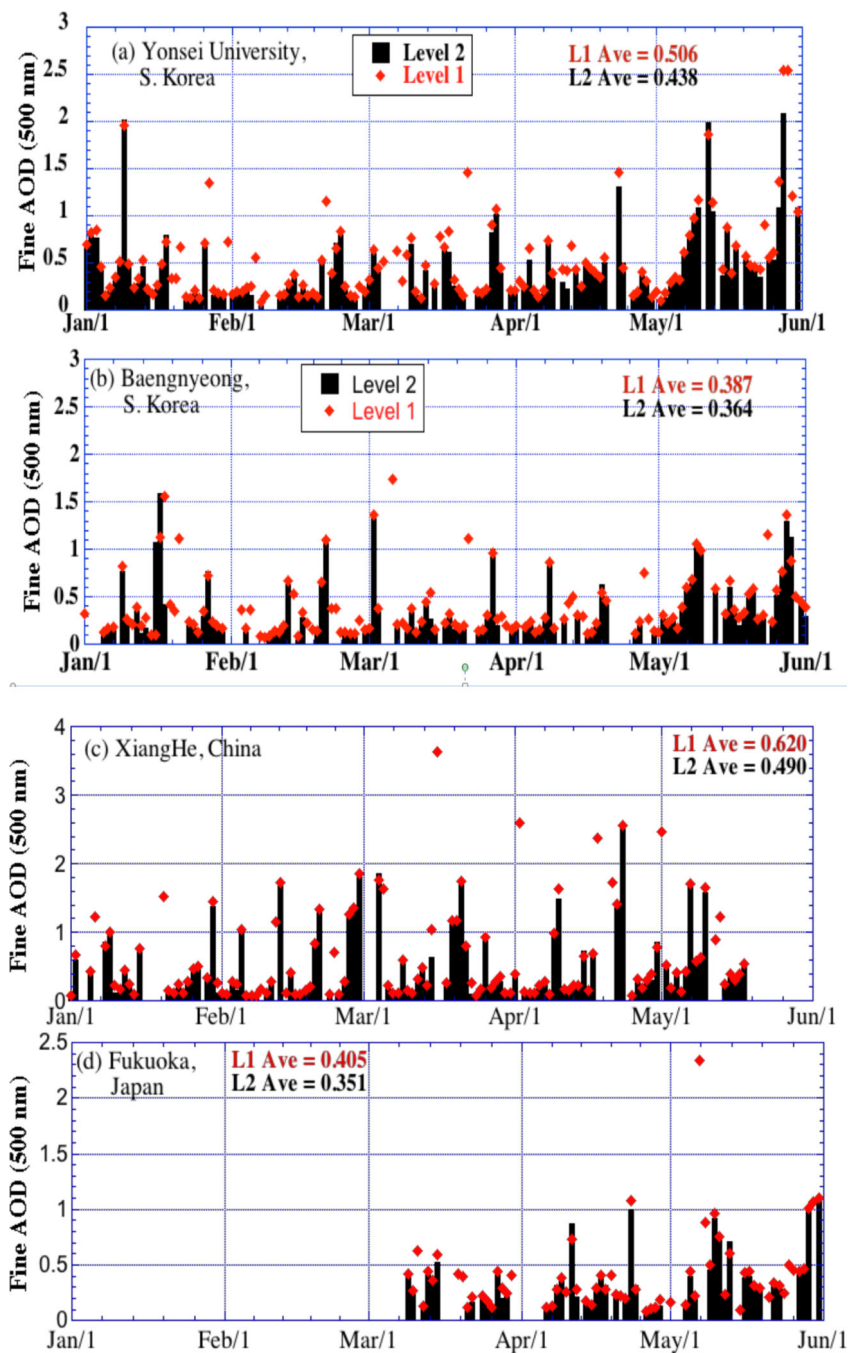 3
(a) Yonsei University,
S. Korea
Level 2
Level 1
L1 Ave = 0.506
L2 Ave = 0.438
2.5
2
1.5
1
0.5
0
Fine AOD (500 nm)
Jan/1 Feb/1 Mar/1 Apr/1 May/1 Jun/1
3
(b) Baengnyeong,
S. Korea
Level 2
Level 1
L1 Ave = 0.387
L2 Ave = 0.364
2.5
2
1.5
1
0.5
0
Fine AOD (500 nm)
Jan/1 Feb/1 Mar/1 Apr/1 May/1 Jun/1
4
(c) XiangHe, China
L1 Ave = 0.620
L2 Ave = 0.490
3
2
1
0
Fine AOD (500 nm)
Jan/1 Feb/1 Mar/1 Apr/1 May/1 Jun/1
2.5
(d) Fukuoka,
Japan
L1 Ave = 0.405
L2 Ave = 0.351
2
1.5
1
0.5
0
Fine AOD (500 nm)
Jan/1 Feb/1 Mar/1 Apr/1 May/1 Jun/1